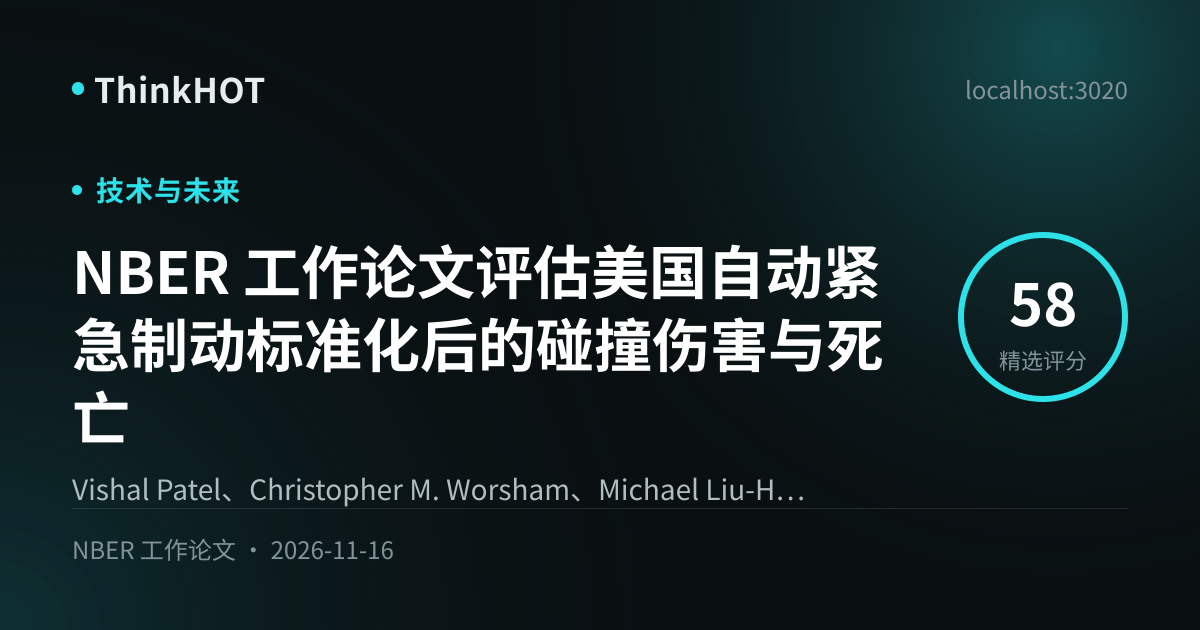 ThinkHOT
localhost:3020
技术与未来
NBER 工作论文评估美国自动紧
急制动标准化后的碰撞伤害与死
亡
58
精选评分
Vishal Patel、Christopher M. Worsham、Michael Liu-H…
NBER 工作论文 · 2026-11-16